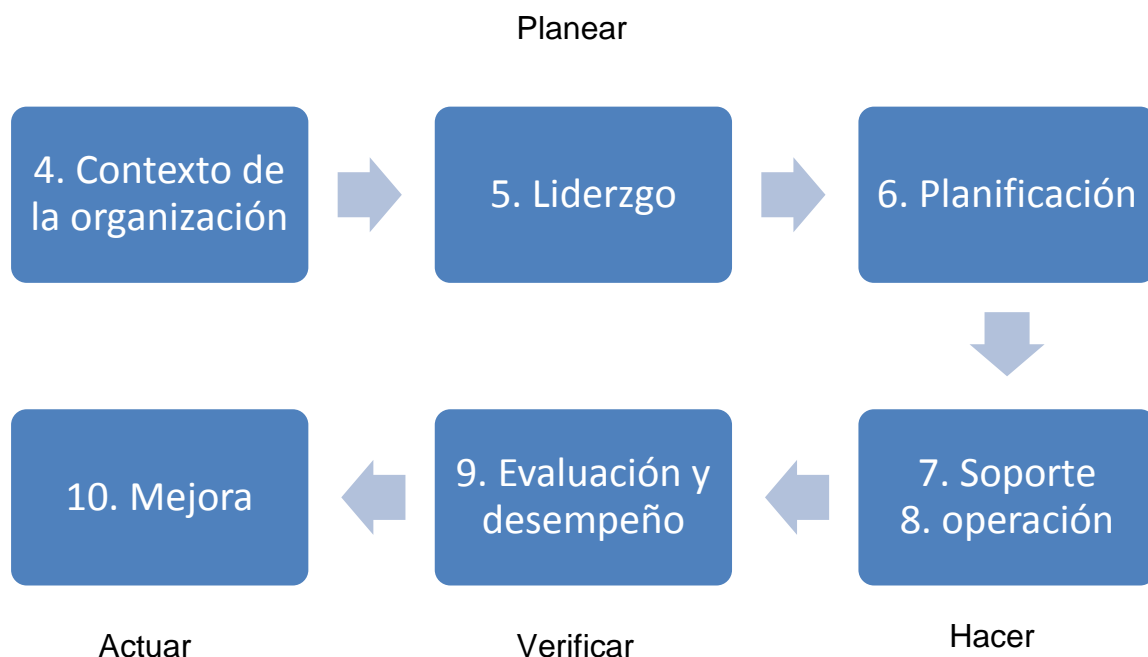 Planear
4. Contexto de
la organización
5. Liderzgo
6. Planificación
10. Mejora
9. Evaluación y
desempeño
7. Soporte
8. operación
Actuar
Verificar
Hacer